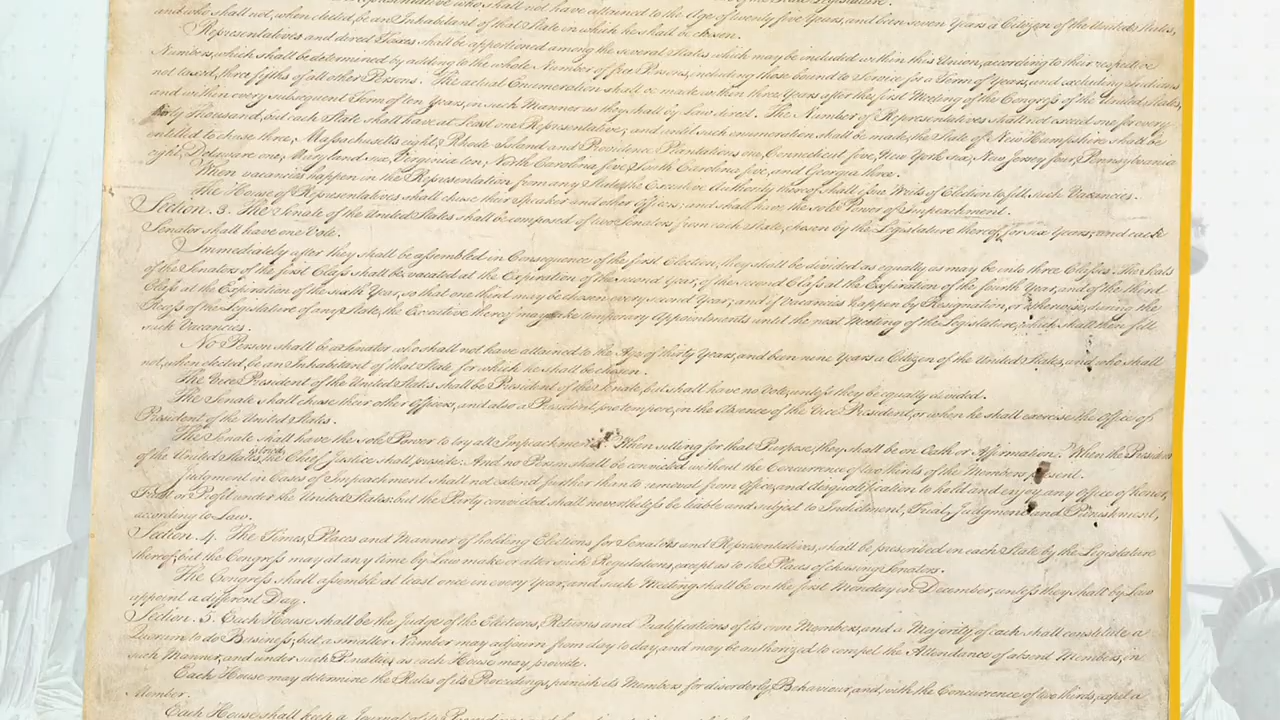 Representative who shall not have attained to the Age of twenty five Years, and been seven Years a Citizen of the United States,
and who shall not, when elected, be an Inhabitant of that State in which he shall be chosen.
Representatives and direct Taxes shall be apportioned among the several States which may be included within this Union, according to their respective
Numbers, which shall be determined by adding to the whole Number of free Persons, including those bound to Service for a Term of Years, and excluding Indians
not taxed, three fifths of all other Persons. The actual Enumeration shall be made within three Years after the first Meeting of the Congress of the United States,
and within every subsequent Term of ten Years, in such Manner as they shall by Law direct. The Number of Representatives shall not exceed one for every
thirty Thousand, but each State shall have at Least one Representative; and until such enumeration shall be made, the State of New Hampshire shall be
entitled to chuse three, Massachusetts eight, Rhode-Island and Providence Plantations one, Connecticut five, New-York six, New Jersey four, Pennsylvania
eight, Delaware one, Maryland six, Virginia ten, North Carolina five, South Carolina five, and Georgia three.
When vacancies happen in the Representation from any State, the Executive Authority thereof shall issue Writs of Election to fill such Vacancies.
The House of Representatives shall chuse their Speaker and other Officers; and shall have the sole Power of Impeachment.
Section. 3. The Senate of the United States shall be composed of two Senators from each State, chosen by the Legislature thereof, for six Years; and each
Senator shall have one Vote.
Immediately after they shall be assembled in Consequence of the first Election, they shall be divided as equally as may be into three Classes. The Seats
of the Senators of the first Class shall be vacated at the Expiration of the second Year, of the second Class at the Expiration of the fourth Year, and of the third
Class at the Expiration of the sixth Year, so that one third may be chosen every second Year; and if Vacancies happen by Resignation, or otherwise, during the
Recess of the Legislature of any State, the Executive thereof may make temporary Appointments until the next Meeting of the Legislature, which shall then fill
such Vacancies.
No Person shall be a Senator who shall not have attained to the Age of thirty Years, and been nine Years a Citizen of the United States, and who shall
not, when elected, be an Inhabitant of that State for which he shall be chosen.
The Vice President of the United States shall be President of the Senate, but shall have no Vote, unless they be equally divided.
The Senate shall chuse their other Officers, and also a President pro tempore, in the Absence of the Vice President, or when he shall exercise the Office of
President of the United States.
The Senate shall have the sole Power to try all Impeachments. When sitting for that Purpose, they shall be on Oath or Affirmation. When the President
of the United States is tried, the Chief Justice shall preside: And no Person shall be convicted without the Concurrence of two thirds of the Members present.
Judgment in Cases of Impeachment shall not extend further than to removal from Office, and disqualification to hold and enjoy any Office of honor,
Trust or Profit under the United States: but the Party convicted shall nevertheless be liable and subject to Indictment, Trial, Judgment and Punishment,
according to Law.
Section. 4. The Times, Places and Manner of holding Elections for Senators and Representatives, shall be prescribed in each State by the Legislature
thereof; but the Congress may at any time by Law make or alter such Regulations, except as to the Places of chusing Senators.
The Congress shall assemble at least once in every Year, and such Meeting shall be on the first Monday in December, unless they shall by Law
appoint a different Day.
Section. 5. Each House shall be the Judge of the Elections, Returns and Qualifications of its own Members, and a Majority of each shall constitute a
Quorum to do Business; but a smaller Number may adjourn from day to day, and may be authorized to compel the Attendance of absent Members, in
such Manner, and under such Penalties as each House may provide.
Each House may determine the Rules of its Proceedings, punish its Members for disorderly Behaviour, and, with the Concurrence of two thirds, expel a
Member.
Each House shall keep a Journal of its Proceedings, and